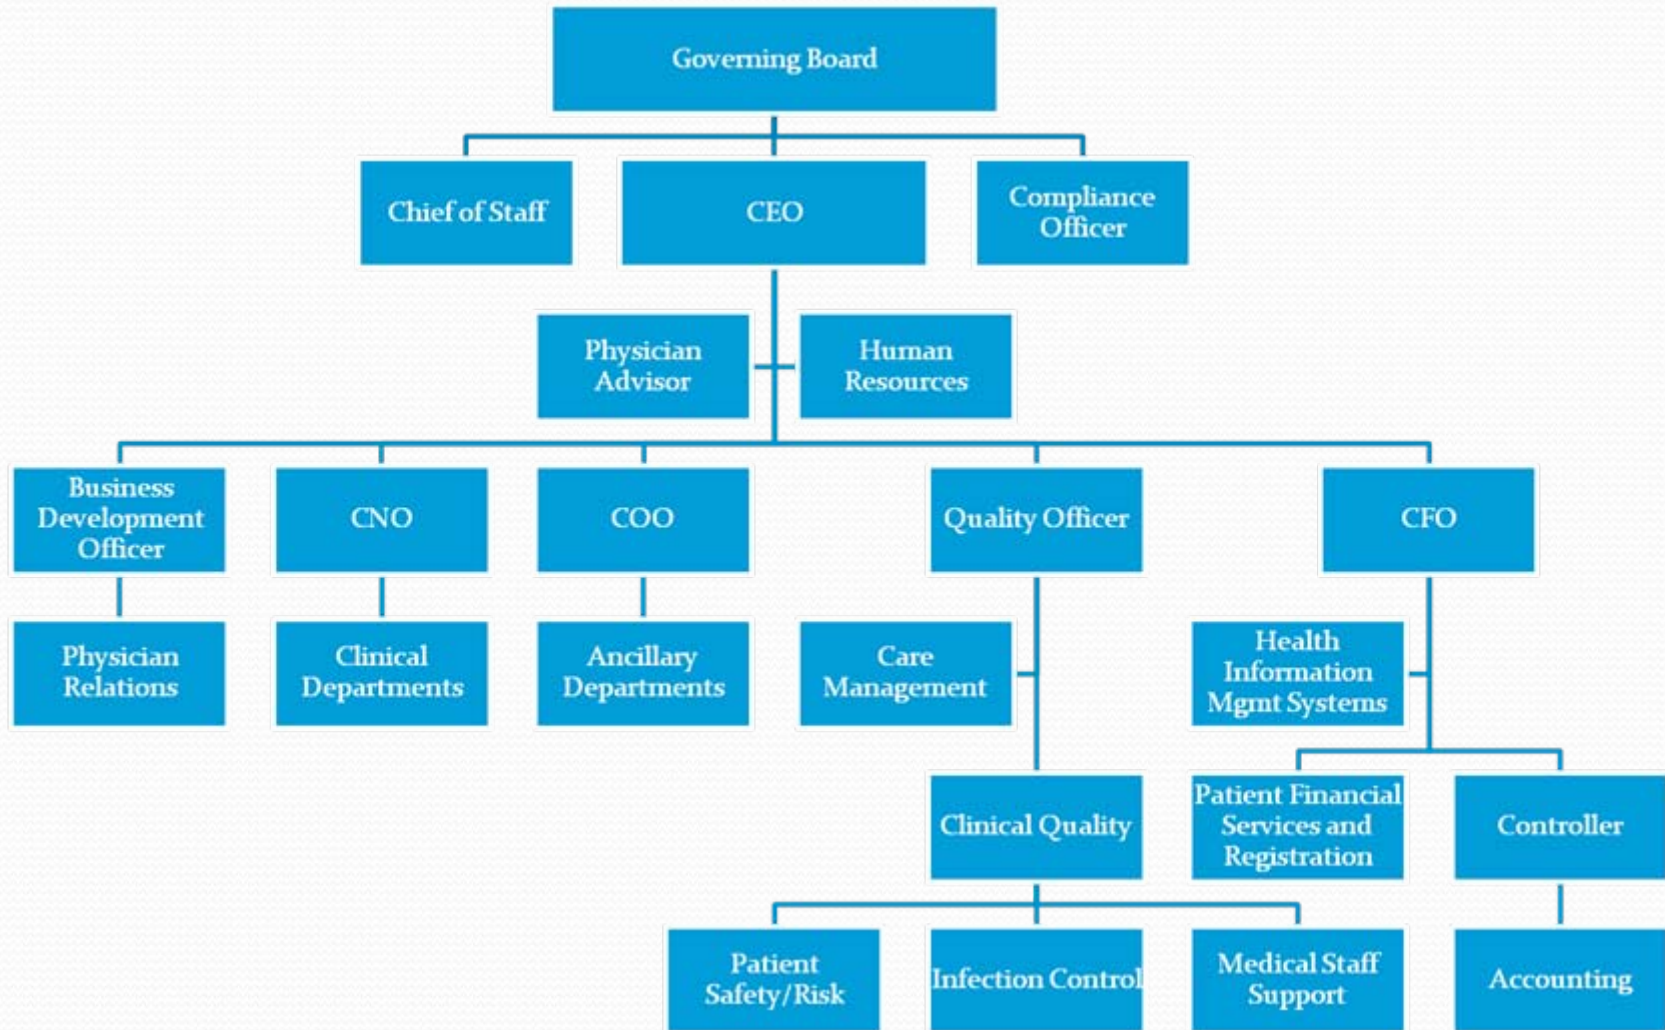 Governing Board
Chief of Staff
CEO
Compliance
Officer
Physician
Advisor
Human
Resources
Business
Development
Officer
CNO
COO
Quality Officer
CFO
Physician
Relations
Clinical
Departments
Ancillary
Departments
Care
Management
Health
Information
Mgmt Systems
Clinical Quality
Patient Financial
Services and
Registration
Controller
Patient
Safety/Risk
Infection Control
Medical Staff
Support
Accounting